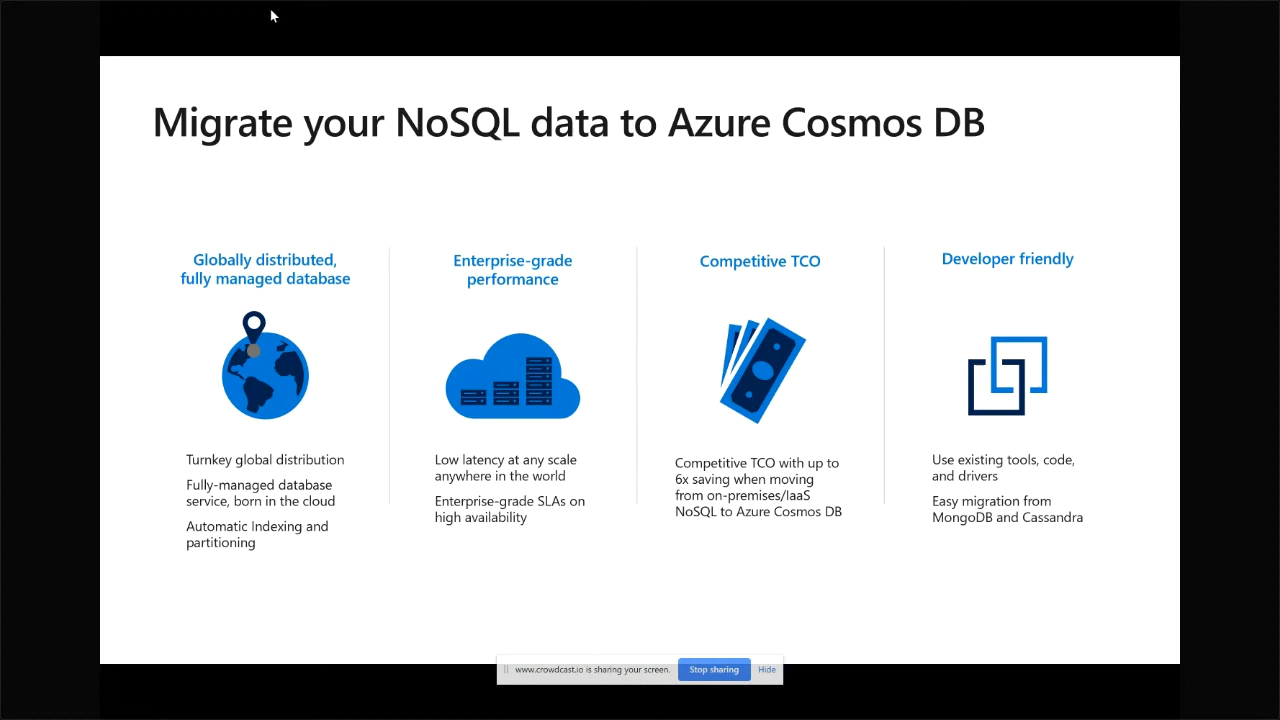 Migrate your NoSQL data to Azure Cosmos DB
Globally distributed,
fully managed database
Turnkey global distribution
Fully-managed database
service, born in the cloud
Automatic Indexing and
partitioning
Enterprise-grade
performance
Low latency at any scale
anywhere in the world
Enterprise-grade SLAs on
high availability
Competitive TCO
Competitive TCO with up to
6x saving when moving
from on-premises/IaaS
NoSQL to Azure Cosmos DB
Developer friendly
Use existing tools, code,
and drivers
Easy migration from
MongoDB and Cassandra
www.crowdcast.io is sharing your screen. Stop sharing Hide